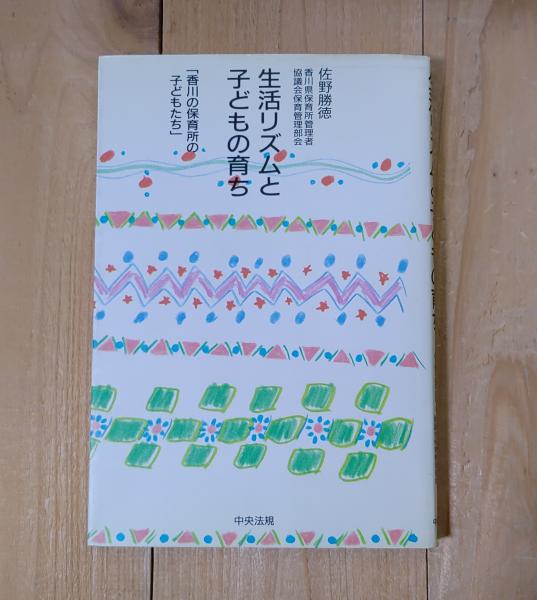 佐野勝徳
香川県保育所管理者
協議会保育管理部会
生活リズムと
子どもの育ち
「香川の保育所の
子どもたち」
中央法規